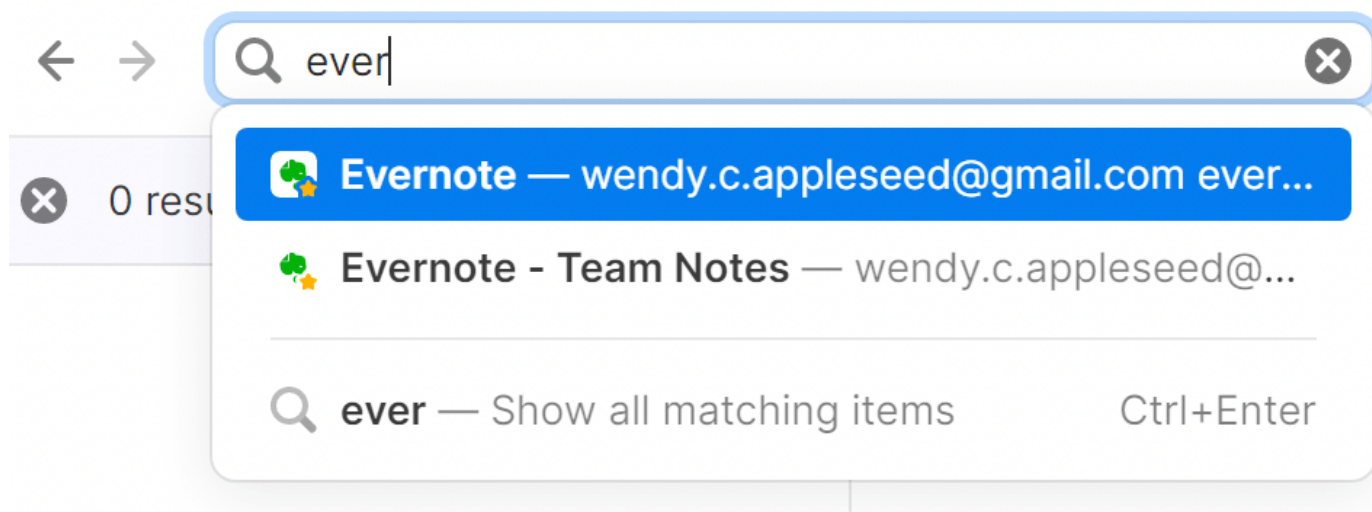 ever
Evernote — wendy.c.appleseed@gmail.com ever...
0 resu
Evernote - Team Notes — wendy.c.appleseed@...
ever — Show all matching items Ctrl+Enter